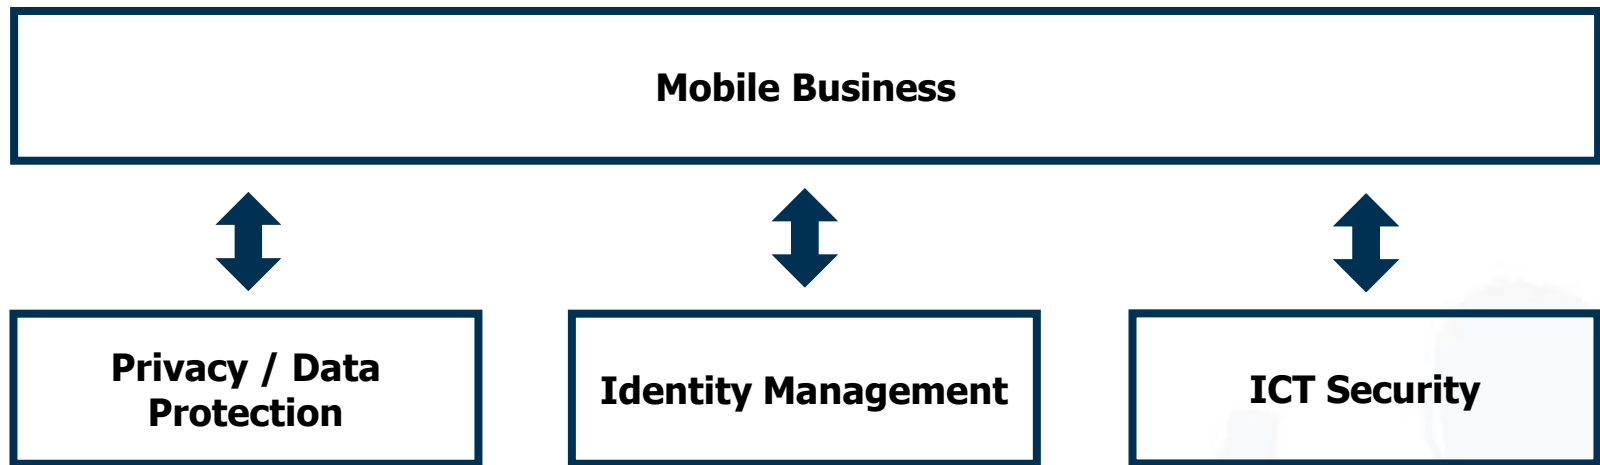 Mobile Business
Privacy / Data
Protection
Identity Management
ICT Security